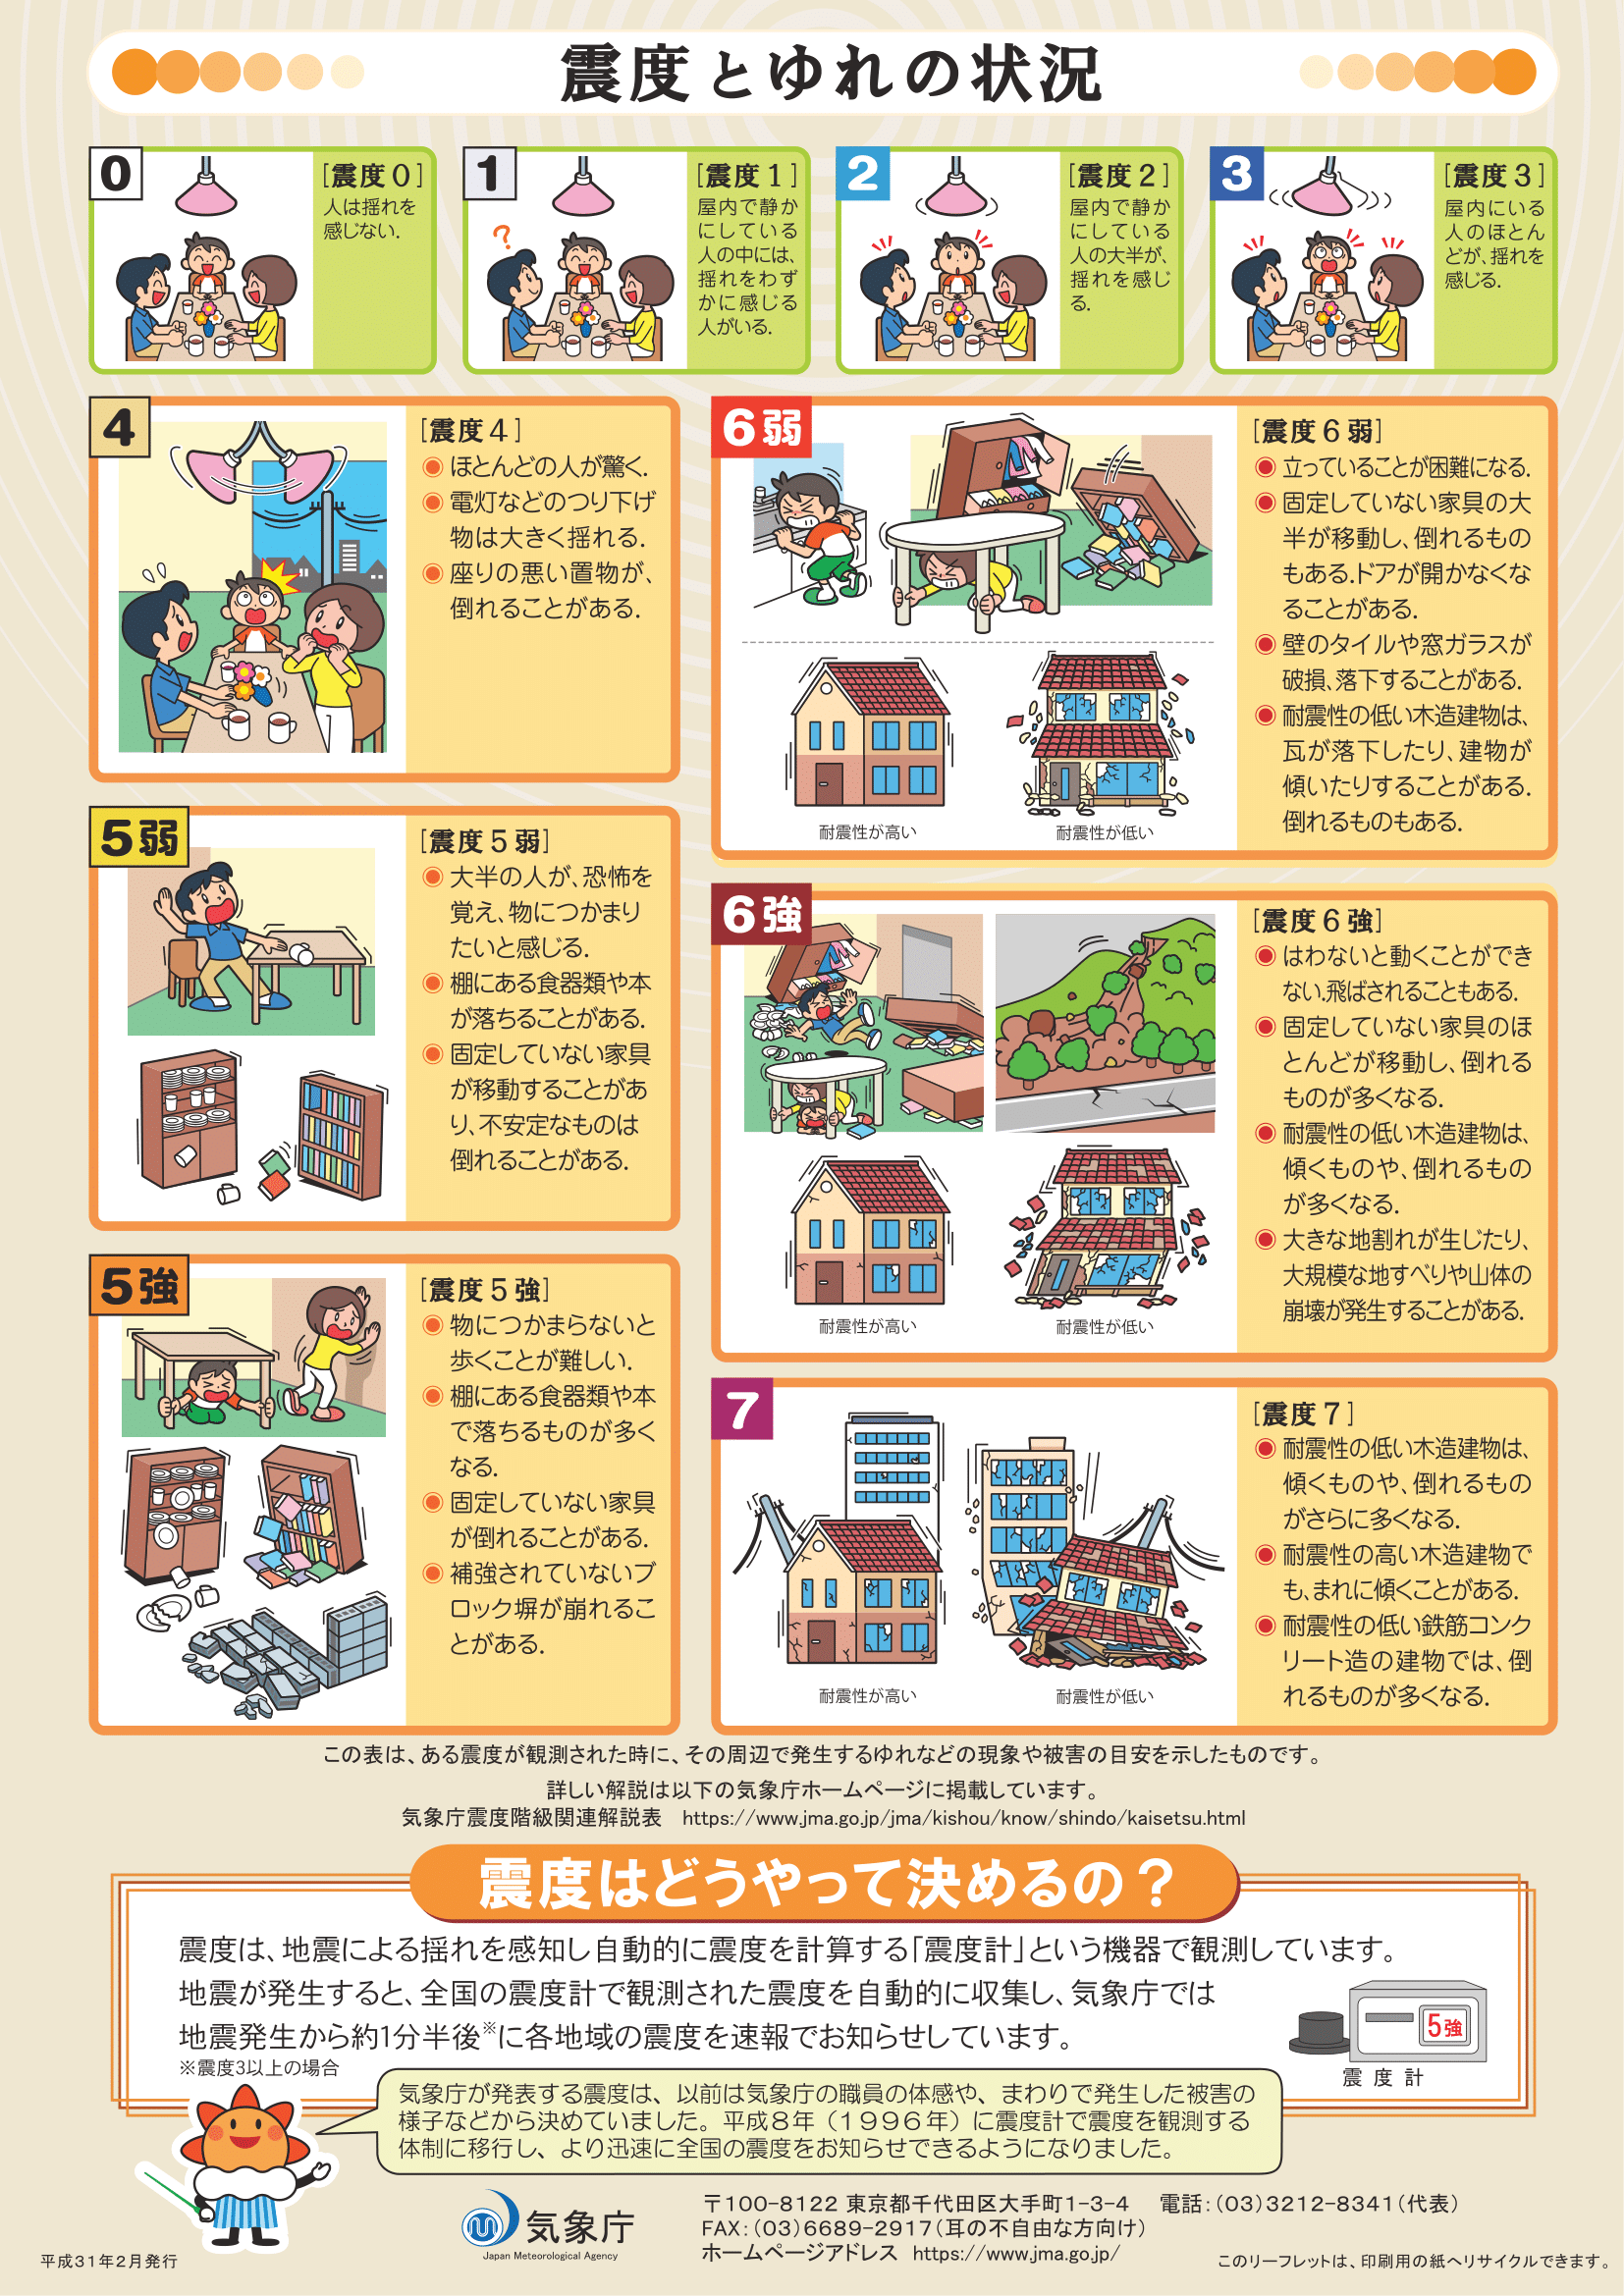 震度とゆれの状況
0
[震度0]
人は揺れを
感じない.
1
[震度1]
屋内で静か
にしている
人の中には、
揺れをわず
かに感じる
人がいる.
?
2
[震度2]
屋内で静か
にしている
人の大半が、
揺れを感じ
る.
3
[震度3]
屋内にいる
人のほとん
どが、揺れを
感じる.
4
[震度4]
ほとんどの人が驚く.
電灯などのつり下げ
物は大きく揺れる.
座りの悪い置物が、
倒れることがある.
5弱
[震度5弱]
大半の人が、恐怖を
覚え、物につかまり
たいと感じる.
棚にある食器類や本
が落ちることがある.
固定していない家具
が移動することがあ
り、不安定なものは
倒れることがある.
5強
[震度5強]
物につかまらないと
歩くことが難しい.
棚にある食器類や本
で落ちるものが多く
なる.
固定していない家具
が倒れることがある.
補強されていないブ
ロック塀が崩れるこ
とがある.
6弱
[震度6弱]
立っていることが困難になる.
固定していない家具の大
半が移動し、倒れるもの
もある.ドアが開かなくな
ることがある.
壁のタイルや窓ガラスが
破損、落下することがある.
耐震性の低い木造建物は、
瓦が落下したり、建物が
傾いたりすることがある.
倒れるものもある.
耐震性が高い
耐震性が低い
6強
[震度6強]
はわないと動くことができ
ない.飛ばされることもある.
固定していない家具のほ
とんどが移動し、倒れる
ものが多くなる.
耐震性の低い木造建物は、
傾くものや、倒れるもの
が多くなる.
大きな地割れが生じたり、
大規模な地すべりや山体の
崩壊が発生することがある.
耐震性が高い
耐震性が低い
7
[震度7]
耐震性の低い木造建物は、
傾くものや、倒れるもの
がさらに多くなる.
耐震性の高い木造建物で
も、まれに傾くことがある.
耐震性の低い鉄筋コンク
リート造の建物では、倒
れるものが多くなる.
耐震性が高い
耐震性が低い
この表は、ある震度が観測された時に、その周辺で発生するゆれなどの現象や被害の目安を示したものです。
詳しい解説は以下の気象庁ホームページに掲載しています。
気象庁震度階級関連解説表 https://www.jma.go.jp/jma/kishou/know/shindo/kaisetsu.html
震度はどうやって決めるの?
震度は、地震による揺れを感知し自動的に震度を計算する「震度計」という機器で観測しています。
地震が発生すると、全国の震度計で観測された震度を自動的に収集し、気象庁では
地震発生から約1分半後※に各地域の震度を速報でお知らせしています。
※震度3以上の場合
5強
震度計
気象庁が発表する震度は、以前は気象庁の職員の体感や、まわりで発生した被害の
様子などから決めていました。平成8年(1996年)に震度計で震度を観測する
体制に移行し、より迅速に全国の震度をお知らせできるようになりました。
気象庁
Japan Meteorological Agency
〒100-8122 東京都千代田区大手町1-3-4 電話:(03)3212-8341(代表)
FAX:(03)6689-2917(耳の不自由な方向け)
ホームページアドレス https://www.jma.go.jp/
平成31年2月発行
このリーフレットは、印刷用の紙へリサイクルできます。